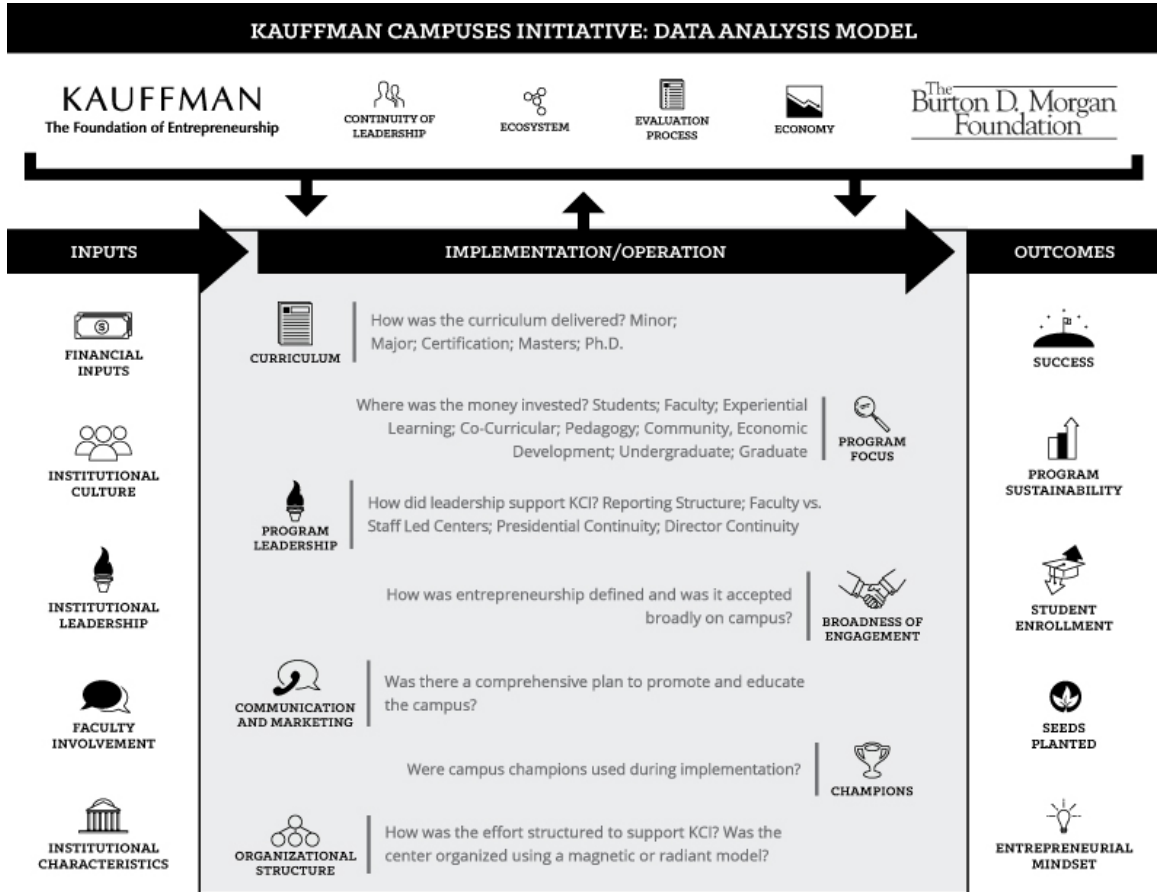 KAUFFMAN CAMPUSES INITIATIVE: DATA ANALYSIS MODEL
KAUFFMAN
The Foundation of Entrepreneurship
CONTINUITY OF
LEADERSHIP
ECOSYSTEM
EVALUATION
PROCESS
ECONOMY
The
Burton D. Morgan
Foundation
INPUTS
IMPLEMENTATION/OPERATION
OUTCOMES
FINANCIAL
INPUTS
INSTITUTIONAL
CULTURE
INSTITUTIONAL
LEADERSHIP
FACULTY
INVOLVEMENT
INSTITUTIONAL
CHARACTERISTICS
CURRICULUM
How was the curriculum delivered? Minor;
Major; Certification; Masters; Ph.D.
Where was the money invested? Students; Faculty; Experiential
Learning; Co-Curricular; Pedagogy; Community, Economic
Development; Undergraduate; Graduate
PROGRAM
FOCUS
PROGRAM
LEADERSHIP
How did leadership support KCI? Reporting Structure; Faculty vs.
Staff Led Centers; Presidential Continuity; Director Continuity
How was entrepreneurship defined and was it accepted
broadly on campus?
BROADNESS OF
ENGAGEMENT
COMMUNICATION
AND MARKETING
Was there a comprehensive plan to promote and educate
the campus?
Were campus champions used during implementation?
CHAMPIONS
ORGANIZATIONAL
STRUCTURE
How was the effort structured to support KCI? Was the
center organized using a magnetic or radiant model?
SUCCESS
PROGRAM
SUSTAINABILITY
STUDENT
ENROLLMENT
SEEDS
PLANTED
ENTREPRENEURIAL
MINDSET